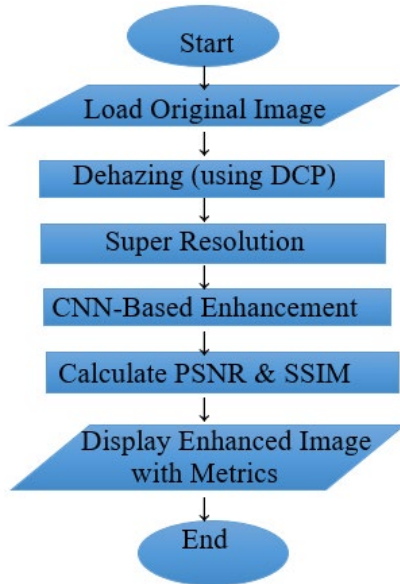 Start
Load Original Image
Dehazing (using DCP)
Super Resolution
CNN-Based Enhancement
Calculate PSNR & SSIM
Display Enhanced Image
with Metrics
End